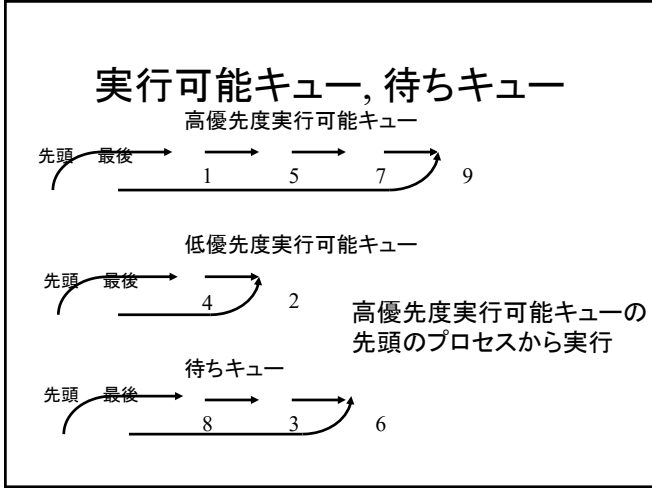 実行可能キュー, 待ちキュー
高優先度実行可能キュー
先頭 最後
1 5 7 9
低優先度実行可能キュー
先頭 最後
4 2
高優先度実行可能キューの
先頭のプロセスから実行
待ちキュー
先頭 最後
8 3 6